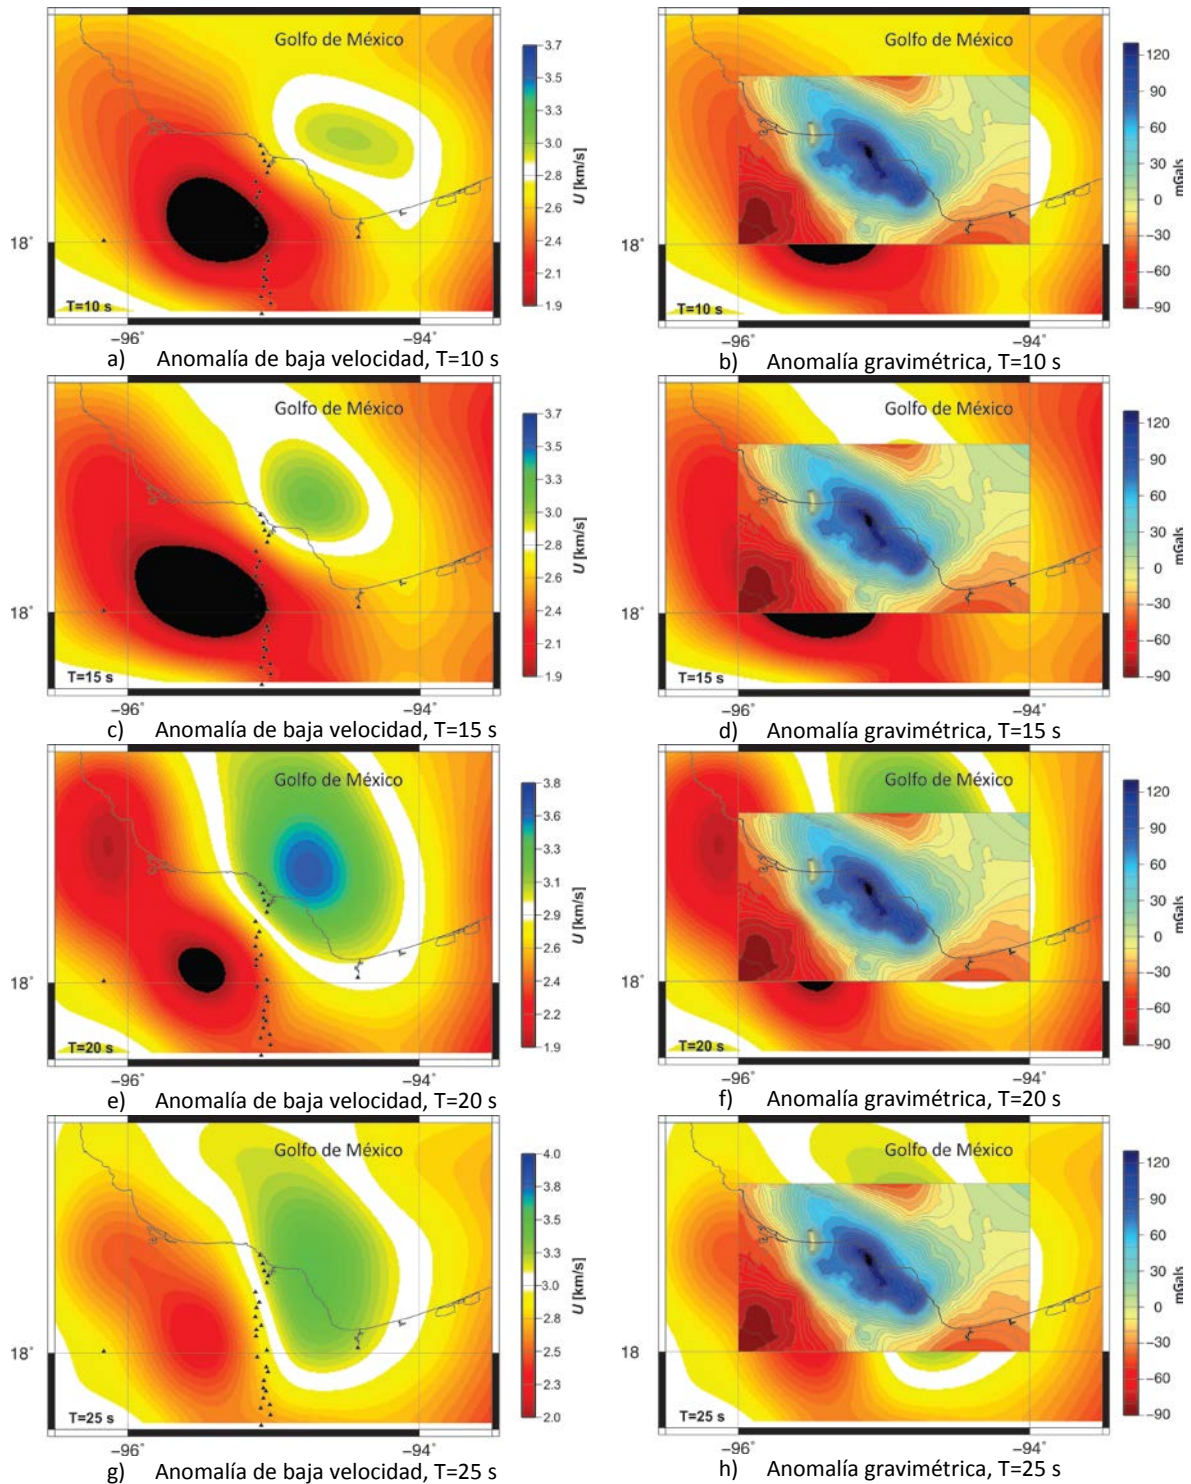 Golfo de México
3.7
3.5
3.3
3.0
2.8
2.6
2.4
2.1
1.9
U [km/s]
18°
T=10 s
−96°
−94°
a) Anomalía de baja velocidad, T=10 s
Golfo de México
120
90
60
30
0
−30
−60
−90
mGals
18°
T=10 s
−96°
−94°
b) Anomalía gravimétrica, T=10 s
Golfo de México
3.7
3.5
3.3
3.0
2.8
2.6
2.4
2.1
1.9
U [km/s]
18°
T=15 s
−96°
−94°
c) Anomalía de baja velocidad, T=15 s
Golfo de México
120
90
60
30
0
−30
−60
−90
mGals
18°
T=15 s
−96°
−94°
d) Anomalía gravimétrica, T=15 s
Golfo de México
3.8
3.6
3.3
3.1
2.9
2.6
2.4
2.1
1.9
U [km/s]
18°
T=20 s
−96°
−94°
e) Anomalía de baja velocidad, T=20 s
Golfo de México
120
90
60
30
0
−30
−60
−90
mGals
18°
T=20 s
−96°
−94°
f) Anomalía gravimétrica, T=20 s
Golfo de México
4.0
3.8
3.5
3.3
3.0
2.8
2.5
2.3
2.0
U [km/s]
18°
T=25 s
−96°
−94°
g) Anomalía de baja velocidad, T=25 s
Golfo de México
120
90
60
30
0
−30
−60
−90
mGals
18
T=25 s
−96°
−94°
h) Anomalía gravimétrica, T=25 s